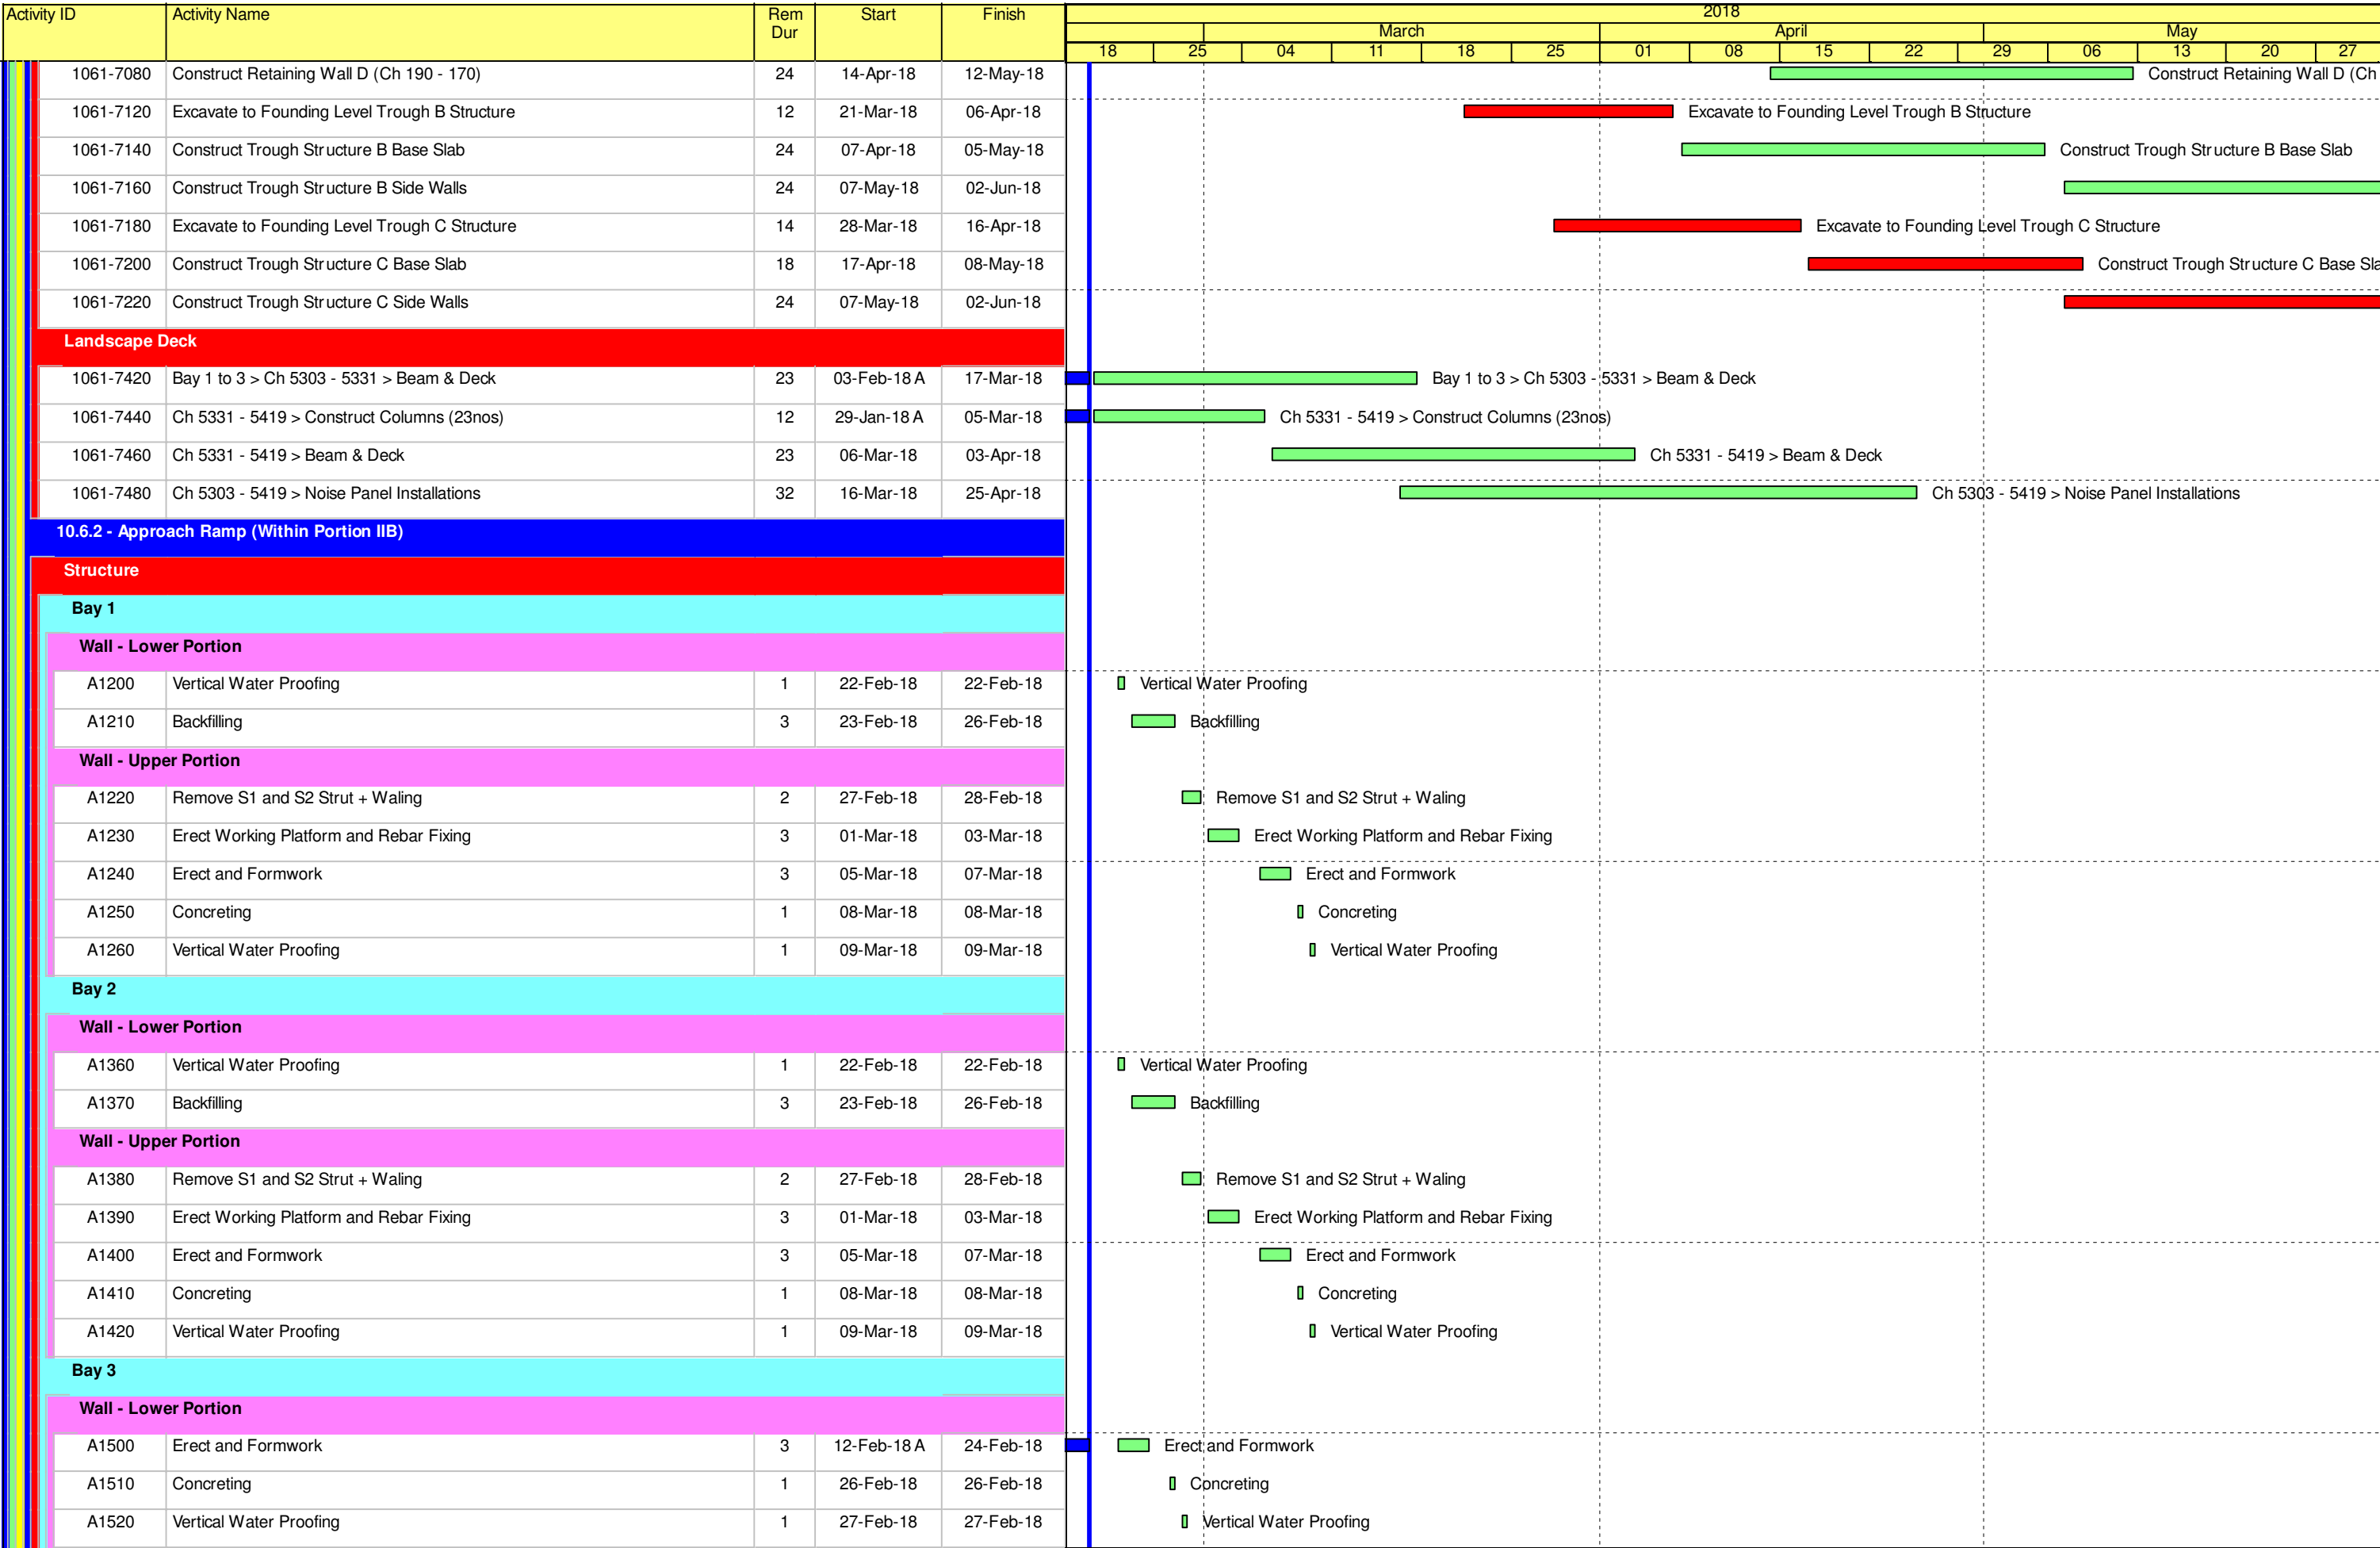 Activity ID Activity Name Rem Dur Start Finish 2018
March April May
18 25 04 11 18 25 01 08 15 22 29 06 13 20 27
1061-7080 Construct Retaining Wall D (Ch 190 - 170) 24 14-Apr-18 12-May-18 Construct Retaining Wall D (Ch
1061-7120 Excavate to Founding Level Trough B Structure 12 21-Mar-18 06-Apr-18 Excavate to Founding Level Trough B Structure
1061-7140 Construct Trough Structure B Base Slab 24 07-Apr-18 05-May-18 Construct Trough Structure B Base Slab
1061-7160 Construct Trough Structure B Side Walls 24 07-May-18 02-Jun-18
1061-7180 Excavate to Founding Level Trough C Structure 14 28-Mar-18 16-Apr-18 Excavate to Founding Level Trough C Structure
1061-7200 Construct Trough Structure C Base Slab 18 17-Apr-18 08-May-18 Construct Trough Structure C Base Sla
1061-7220 Construct Trough Structure C Side Walls 24 07-May-18 02-Jun-18
Landscape Deck
1061-7420 Bay 1 to 3 > Ch 5303 - 5331 > Beam & Deck 23 03-Feb-18 A 17-Mar-18 Bay 1 to 3 > Ch 5303 - 5331 > Beam & Deck
1061-7440 Ch 5331 - 5419 > Construct Columns (23nos) 12 29-Jan-18 A 05-Mar-18 Ch 5331 - 5419 > Construct Columns (23nos)
1061-7460 Ch 5331 - 5419 > Beam & Deck 23 06-Mar-18 03-Apr-18 Ch 5331 - 5419 > Beam & Deck
1061-7480 Ch 5303 - 5419 > Noise Panel Installations 32 16-Mar-18 25-Apr-18 Ch 5303 - 5419 > Noise Panel Installations
10.6.2 - Approach Ramp (Within Portion IIB)
Structure
Bay 1
Wall - Lower Portion
A1200 Vertical Water Proofing 1 22-Feb-18 22-Feb-18 Vertical Water Proofing
A1210 Backfilling 3 23-Feb-18 26-Feb-18 Backfilling
Wall - Upper Portion
A1220 Remove S1 and S2 Strut + Waling 2 27-Feb-18 28-Feb-18 Remove S1 and S2 Strut + Waling
A1230 Erect Working Platform and Rebar Fixing 3 01-Mar-18 03-Mar-18 Erect Working Platform and Rebar Fixing
A1240 Erect and Formwork 3 05-Mar-18 07-Mar-18 Erect and Formwork
A1250 Concreting 1 08-Mar-18 08-Mar-18 Concreting
A1260 Vertical Water Proofing 1 09-Mar-18 09-Mar-18 Vertical Water Proofing
Bay 2
Wall - Lower Portion
A1360 Vertical Water Proofing 1 22-Feb-18 22-Feb-18 Vertical Water Proofing
A1370 Backfilling 3 23-Feb-18 26-Feb-18 Backfilling
Wall - Upper Portion
A1380 Remove S1 and S2 Strut + Waling 2 27-Feb-18 28-Feb-18 Remove S1 and S2 Strut + Waling
A1390 Erect Working Platform and Rebar Fixing 3 01-Mar-18 03-Mar-18 Erect Working Platform and Rebar Fixing
A1400 Erect and Formwork 3 05-Mar-18 07-Mar-18 Erect and Formwork
A1410 Concreting 1 08-Mar-18 08-Mar-18 Concreting
A1420 Vertical Water Proofing 1 09-Mar-18 09-Mar-18 Vertical Water Proofing
Bay 3
Wall - Lower Portion
A1500 Erect and Formwork 3 12-Feb-18 A 24-Feb-18 Erect and Formwork
A1510 Concreting 1 26-Feb-18 26-Feb-18 Concreting
A1520 Vertical Water Proofing 1 27-Feb-18 27-Feb-18 Vertical Water Proofing